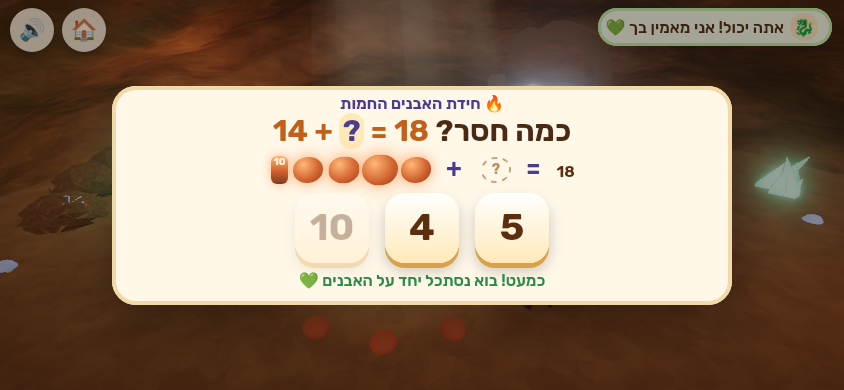 אתה יכול! אני מאמין בך 💚
🔥 חידת האבנים החמות
כמה חסר? 14 + ? = 18
10 + ? = 18
10 4 5
כמעט! בוא נסתכל יחד על האבנים 💚